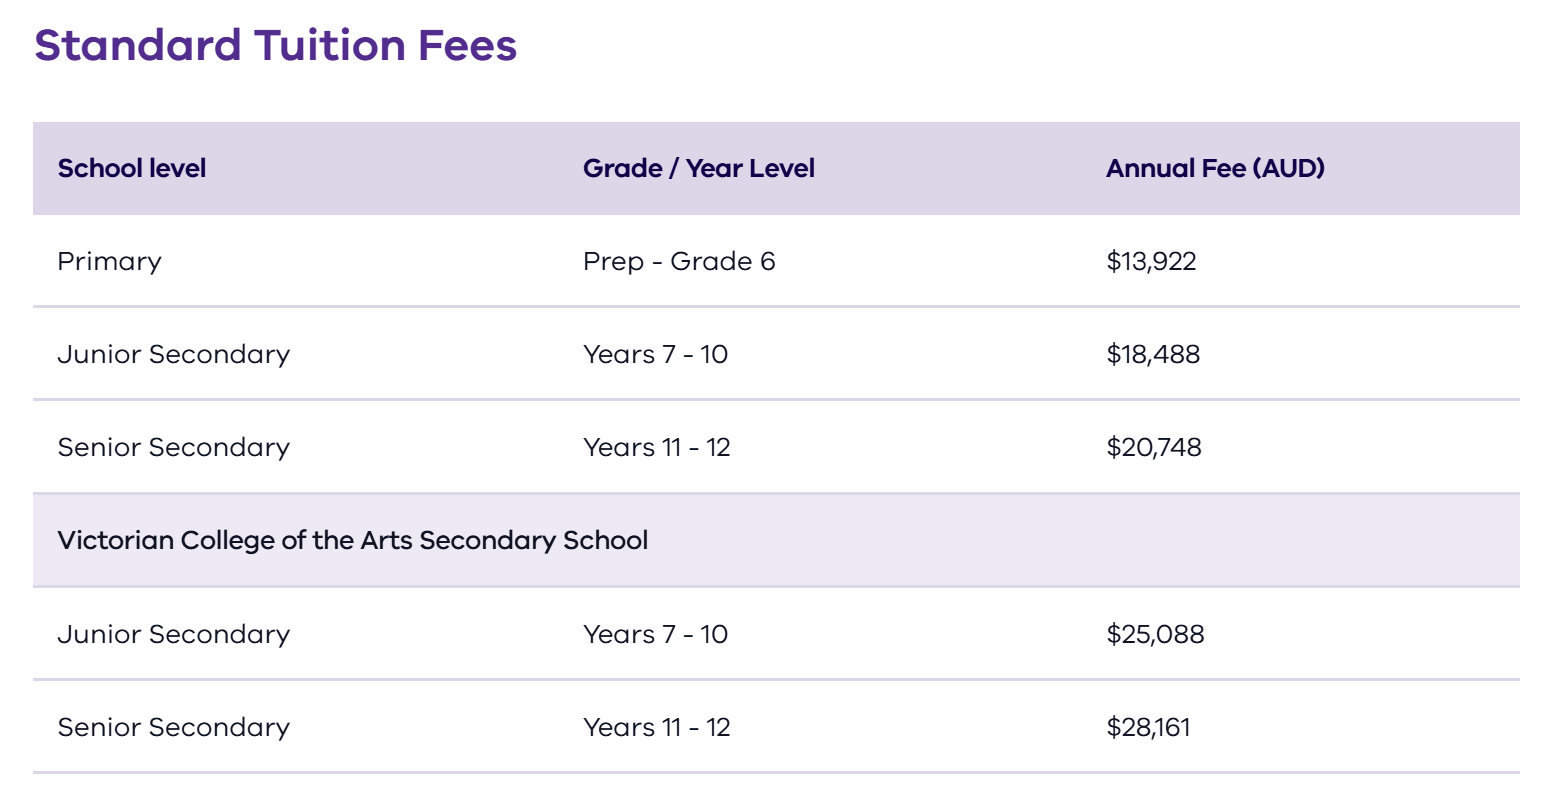 Standard Tuition Fees
School level Grade / Year Level Annual Fee (AUD)
Primary Prep - Grade 6 $13,922
Junior Secondary Years 7 - 10 $18,488
Senior Secondary Years 11 - 12 $20,748
Victorian College of the Arts Secondary School
Junior Secondary Years 7 - 10 $25,088
Senior Secondary Years 11 - 12 $28,161